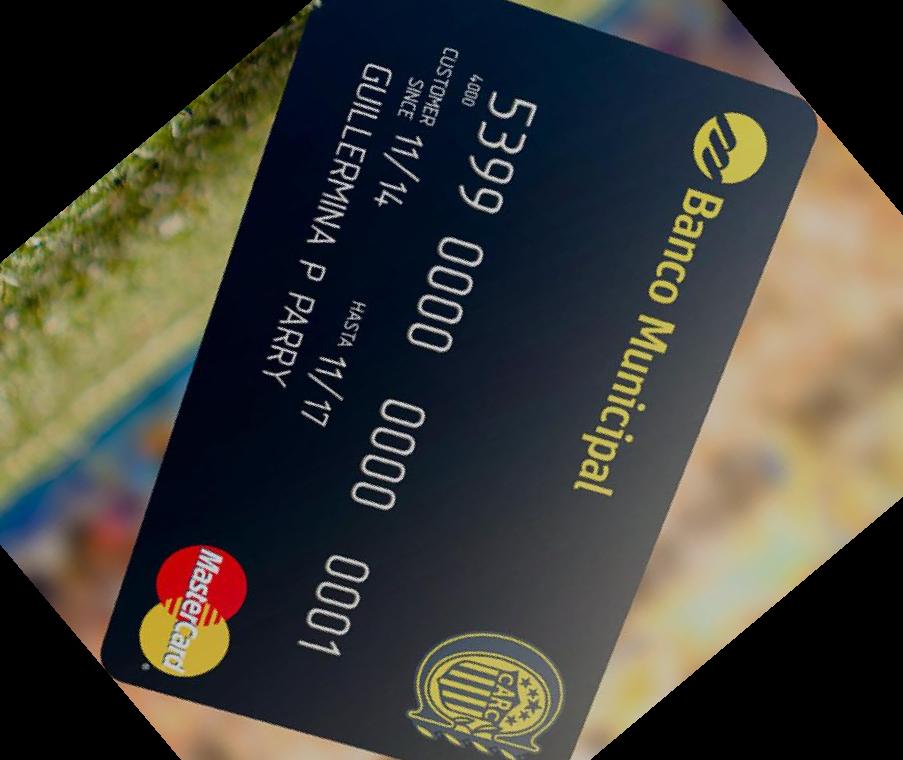 Banco Municipal
5399 0000 0000 0001
4000
CUSTOMER
SINCE 11/14
HASTA 11/17
GUILLERMINA P PARRY
MasterCard
CARC